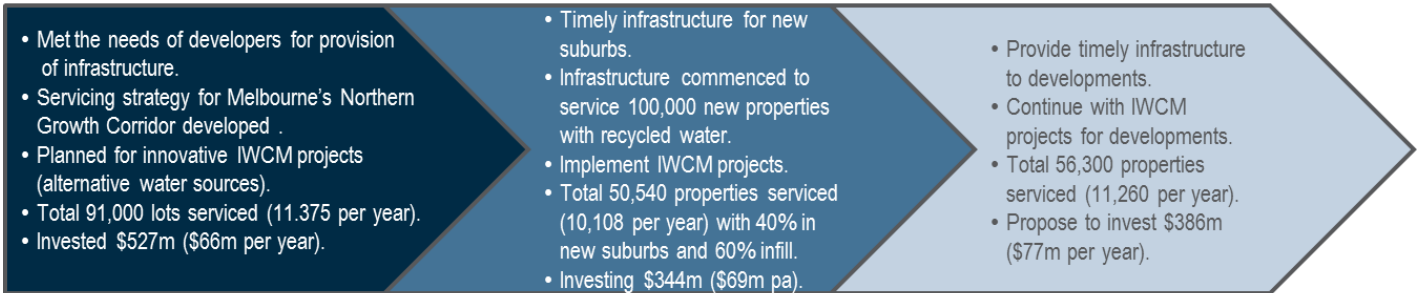 • Met the needs of developers for provision
of infrastructure.
• Servicing strategy for Melbourne's Northern
Growth Corridor developed .
• Planned for innovative IWCM projects
(alternative water sources).
• Total 91,000 lots serviced (11.375 per year).
• Invested $527m ($66m per year).
• Timely infrastructure for new
suburbs.
• Infrastructure commenced to
service 100,000 new properties
with recycled water.
• Implement IWCM projects.
• Total 50,540 properties serviced
(10,108 per year) with 40% in
new suburbs and 60% infill.
• Investing $344m ($69m pa).
• Provide timely infrastructure
to developments.
• Continue with IWCM
projects for developments.
• Total 56,300 properties
serviced (11,260 per year).
• Propose to invest $386m
($77m per year).